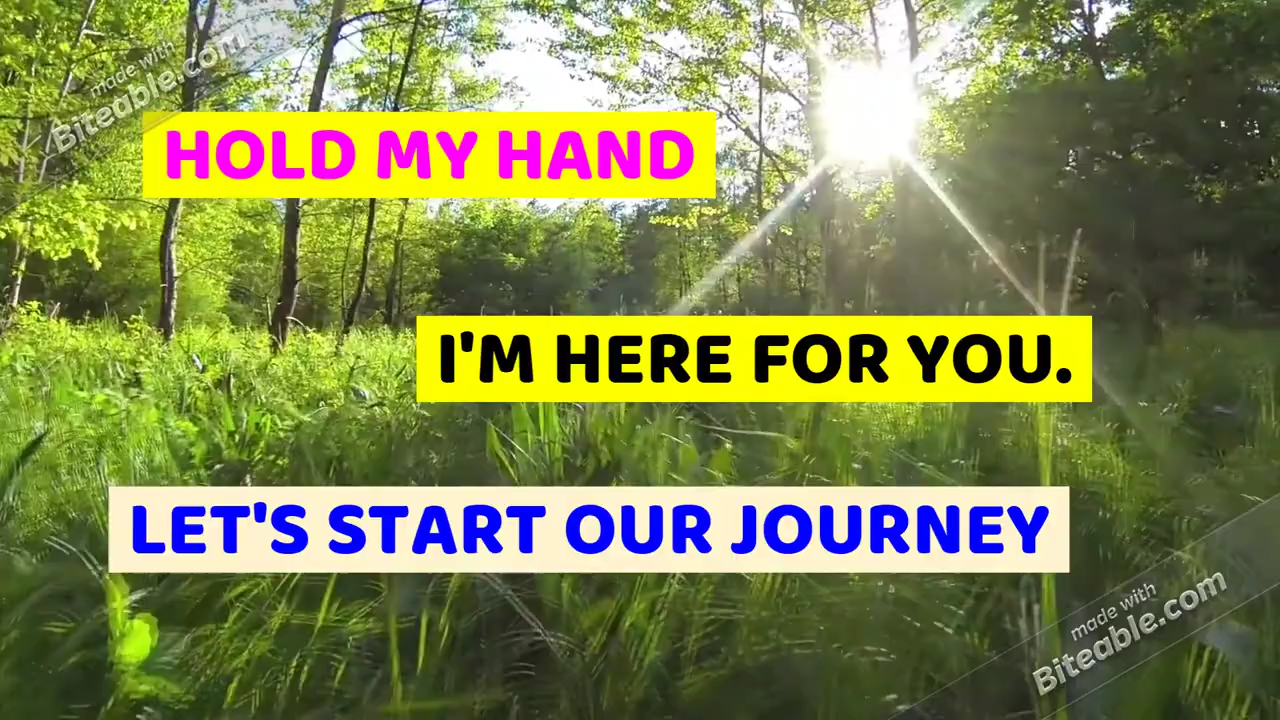 made with
Biteable.com
HOLD MY HAND
I'M HERE FOR YOU.
LET'S START OUR JOURNEY
made with
Biteable.com